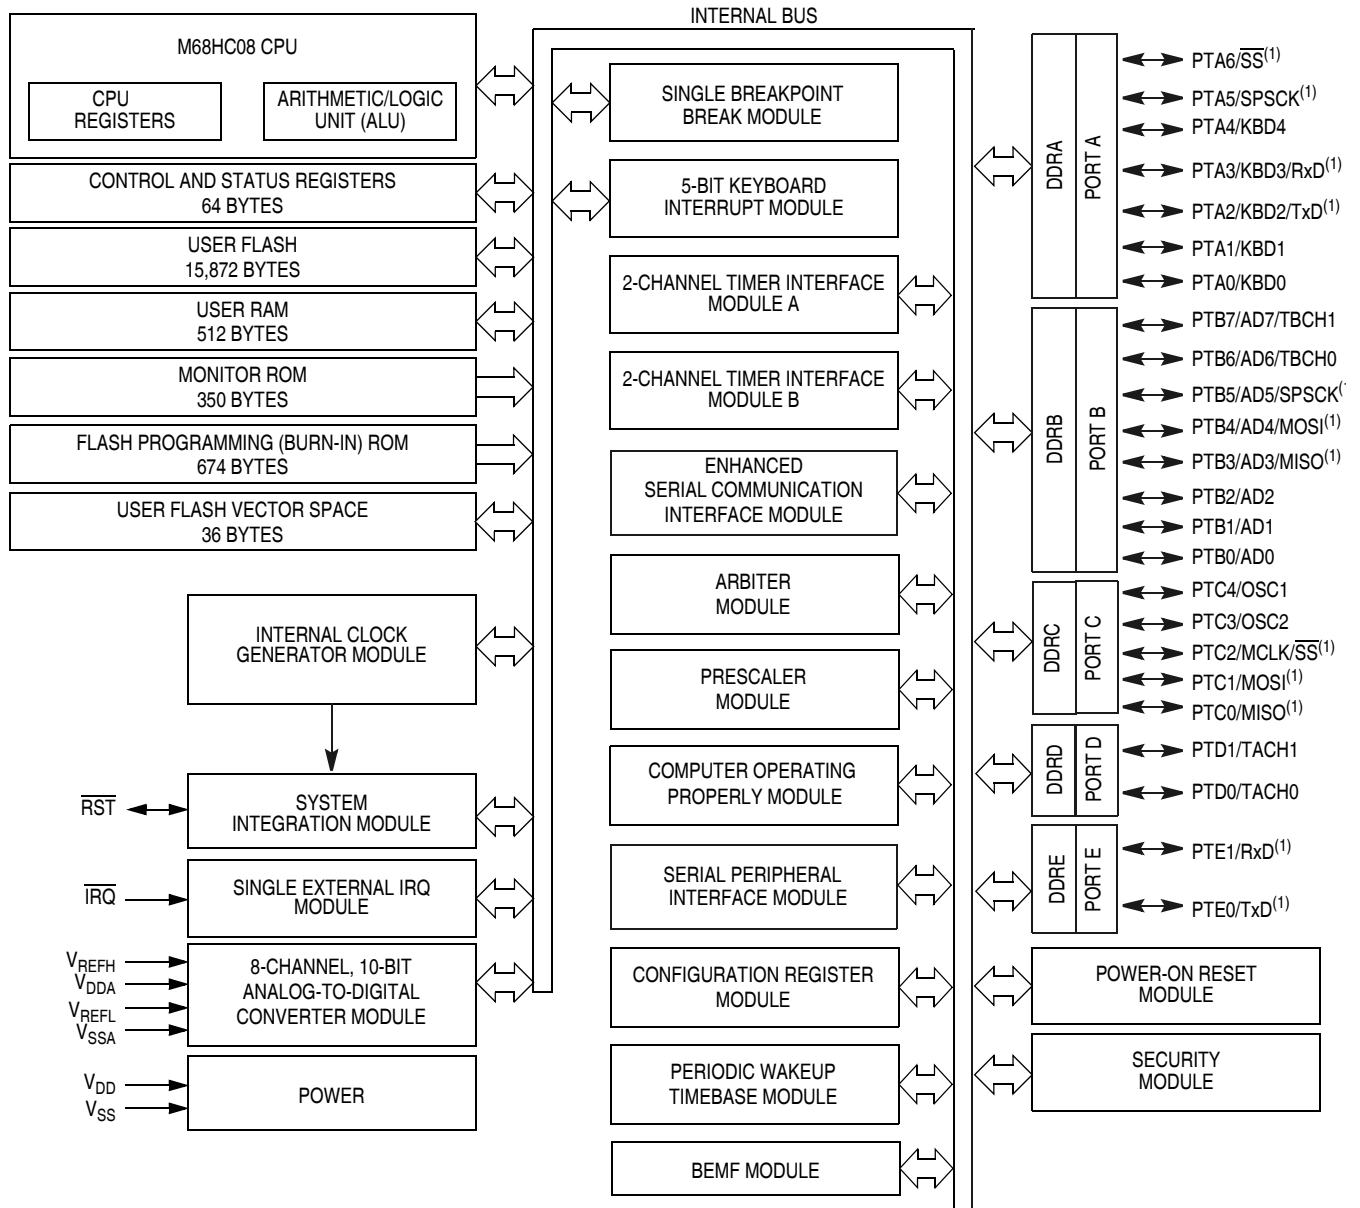 INTERNAL BUS
M68HC08 CPU
CPU
REGISTERS
ARITHMETIC/LOGIC
UNIT (ALU)
CONTROL AND STATUS REGISTERS
64 BYTES
USER FLASH
15,872 BYTES
USER RAM
512 BYTES
MONITOR ROM
350 BYTES
FLASH PROGRAMMING (BURN-IN) ROM
674 BYTES
USER FLASH VECTOR SPACE
36 BYTES
INTERNAL CLOCK
GENERATOR MODULE
RST
SYSTEM
INTEGRATION MODULE
IRQ
SINGLE EXTERNAL IRQ
MODULE
VREFH
VDDA
VREFL
VSSA
8-CHANNEL, 10-BIT
ANALOG-TO-DIGITAL
CONVERTER MODULE
VDD
VSS
POWER
SINGLE BREAKPOINT
BREAK MODULE
5-BIT KEYBOARD
INTERRUPT MODULE
2-CHANNEL TIMER INTERFACE
MODULE A
2-CHANNEL TIMER INTERFACE
MODULE B
ENHANCED
SERIAL COMMUNICATION
INTERFACE MODULE
ARBITER
MODULE
PRESCALER
MODULE
COMPUTER OPERATING
PROPERLY MODULE
SERIAL PERIPHERAL
INTERFACE MODULE
CONFIGURATION REGISTER
MODULE
PERIODIC WAKEUP
TIMEBASE MODULE
BEMF MODULE
DDRA
PORT A
PTA6/SS(1)
PTA5/SPSCK(1)
PTA4/KBD4
PTA3/KBD3/RxD(1)
PTA2/KBD2/TxD(1)
PTA1/KBD1
PTA0/KBD0
DDRB
PORT B
PTB7/AD7/TBCH1
PTB6/AD6/TBCH0
PTB5/AD5/SPSCK(1
PTB4/AD4/MOSI(1)
PTB3/AD3/MISO(1)
PTB2/AD2
PTB1/AD1
PTB0/AD0
DDRC
PORT C
PTC4/OSC1
PTC3/OSC2
PTC2/MCLK/SS(1)
PTC1/MOSI(1)
PTC0/MISO(1)
DDRD
PORT D
PTD1/TACH1
PTD0/TACH0
DDRE
PORT E
PTE1/RxD(1)
PTE0/TxD(1)
POWER-ON RESET
MODULE
SECURITY
MODULE